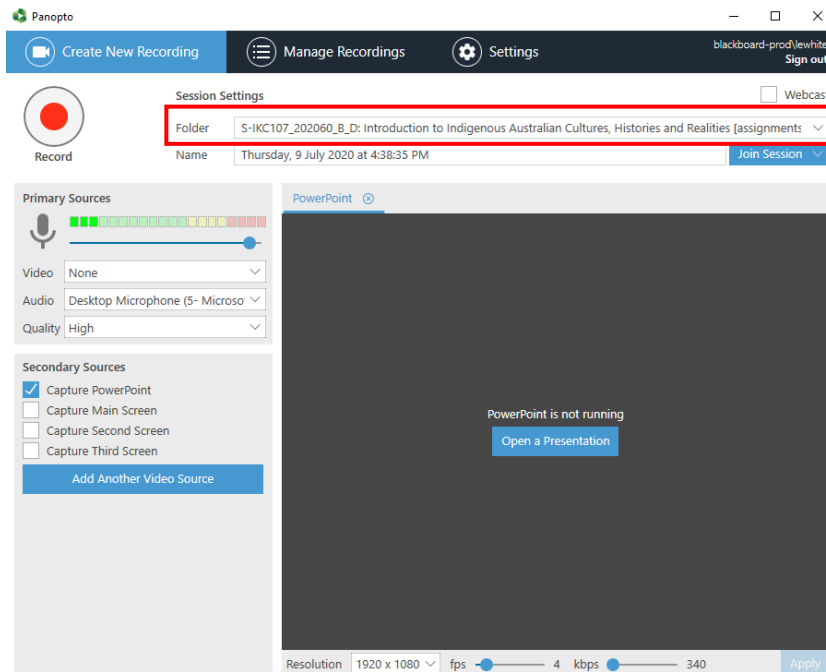 Panopto
Create New Recording
Manage Recordings
Settings
blackboard-prod\lewhite
Sign out
Session Settings
Webcast
Folder
S-IKC107_202060_B_D: Introduction to Indigenous Australian Cultures, Histories and Realities [assignments
Record
Name
Thursday, 9 July 2020 at 4:38:35 PM
Join Session
Primary Sources
PowerPoint
Video
None
Audio
Desktop Microphone (5- Microso
Quality
High
Secondary Sources
Capture PowerPoint
Capture Main Screen
Capture Second Screen
Capture Third Screen
Add Another Video Source
PowerPoint is not running
Open a Presentation
Resolution
1920 x 1080
fps
4
kbps
340
Apply